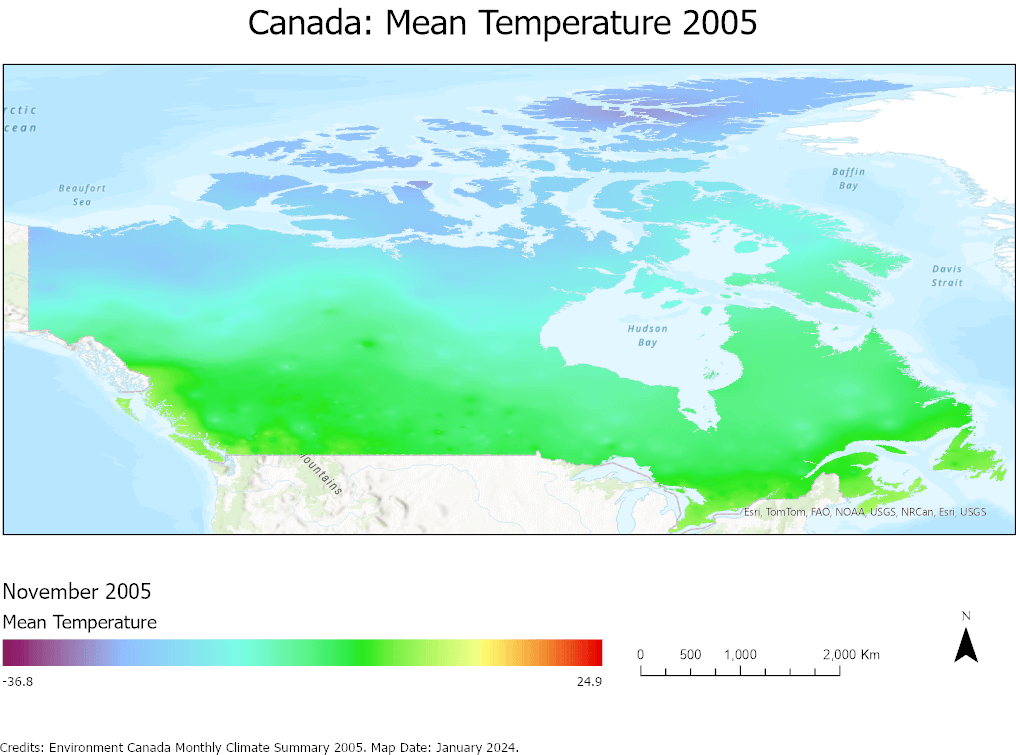 Canada: Mean Temperature 2005
rctic
cean
Beaufort
Sea
Baffin
Bay
Davis
Strait
Hudson
Bay
ountains
Esri, TomTom, FAO, NOAA, USGS, NRCan, Esri, USGS
November 2005
Mean Temperature
-36.8
24.9
0 500 1,000 2,000 Km
N
Credits: Environment Canada Monthly Climate Summary 2005. Map Date: January 2024.